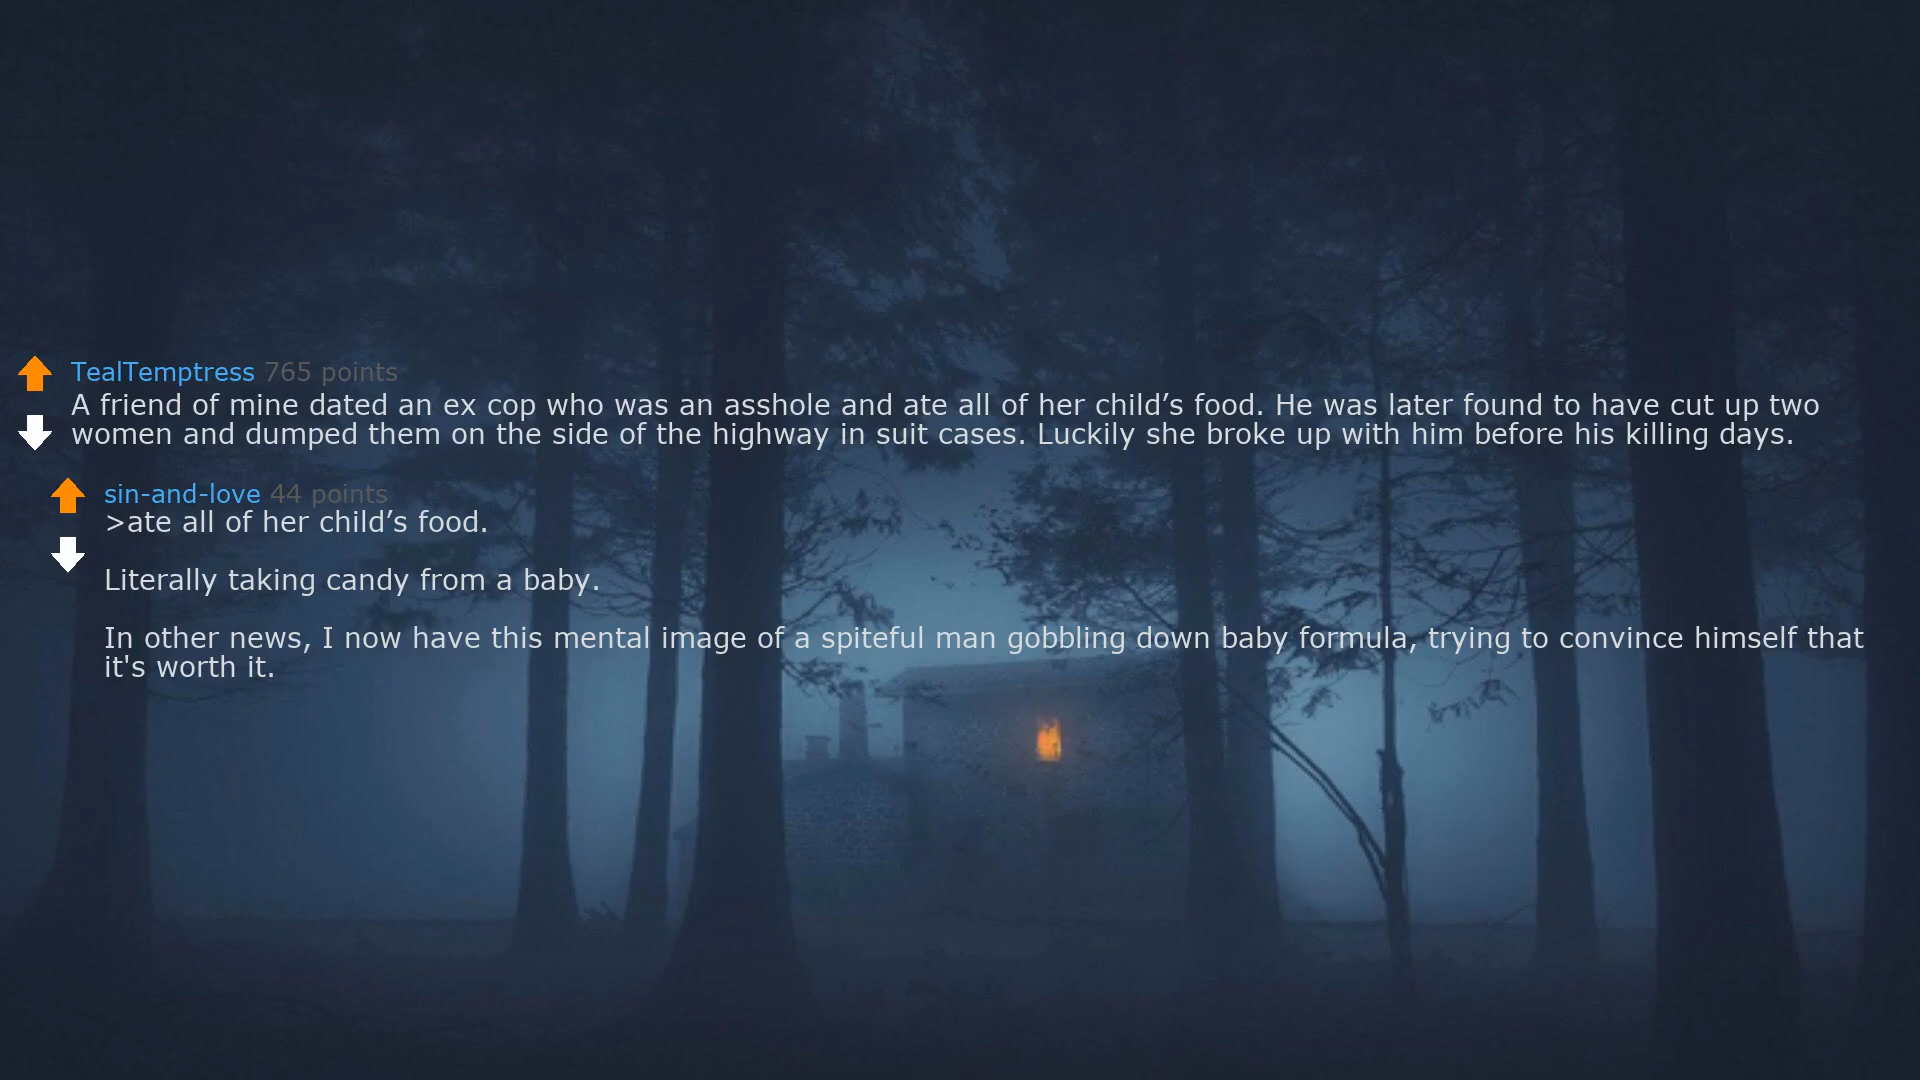 TealTemptress 765 points
A friend of mine dated an ex cop who was an asshole and ate all of her child’s food. He was later found to have cut up two
women and dumped them on the side of the highway in suit cases. Luckily she broke up with him before his killing days.
sin-and-love 44 points
>ate all of her child’s food.
Literally taking candy from a baby.
In other news, I now have this mental image of a spiteful man gobbling down baby formula, trying to convince himself that
it's worth it.